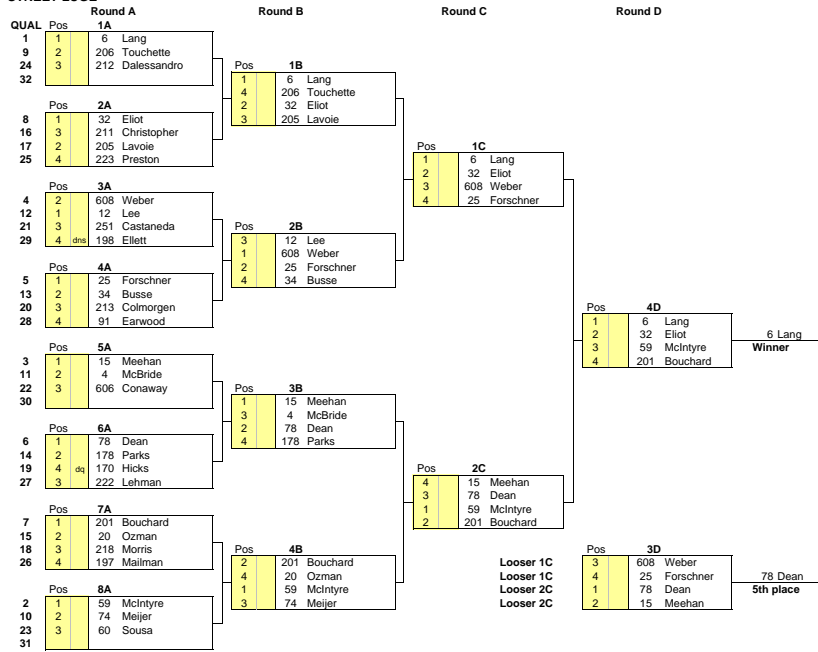 Round A Round B Round C Round D
QUAL Pos 1A
1 1 6 Lang
9 2 206 Touchette
24 3 212 Dalessandro
32
Pos 2A
8 1 32 Eliot
16 3 211 Christopher
17 2 205 Lavoie
25 4 223 Preston
Pos 3A
4 2 608 Weber
12 1 12 Lee
21 3 251 Castaneda
29 4 dns 198 Ellett
Pos 4A
5 1 25 Forschner
13 2 34 Busse
20 3 213 Colmorgen
28 4 91 Earwood
Pos 5A
3 1 15 Meehan
11 2 4 McBride
22 3 606 Conaway
30
Pos 6A
6 1 78 Dean
14 2 178 Parks
19 4 dq 170 Hicks
27 3 222 Lehman
Pos 7A
7 1 201 Bouchard
15 2 20 Ozman
18 3 218 Morris
26 4 197 Mailman
Pos 8A
2 1 59 McIntyre
10 2 74 Meijer
23 3 60 Sousa
31
Pos 1B
1 6 Lang
4 206 Touchette
2 32 Eliot
3 205 Lavoie
Pos 2B
3 12 Lee
1 608 Weber
2 25 Forschner
4 34 Busse
Pos 3B
1 15 Meehan
3 4 McBride
2 78 Dean
4 178 Parks
Pos 4B
2 201 Bouchard
4 20 Ozman
1 59 McIntyre
3 74 Meijer
Pos 1C
1 6 Lang
2 32 Eliot
3 608 Weber
4 25 Forschner
Pos 2C
4 15 Meehan
3 78 Dean
1 59 McIntyre
2 201 Bouchard
Pos 4D
1 6 Lang
2 32 Eliot
3 59 McIntyre
4 201 Bouchard
6 Lang
Winner
Pos 3D
Looser 1C 3 608 Weber
Looser 1C 4 25 Forschner
Looser 2C 1 78 Dean
Looser 2C 2 15 Meehan
78 Dean
5th place